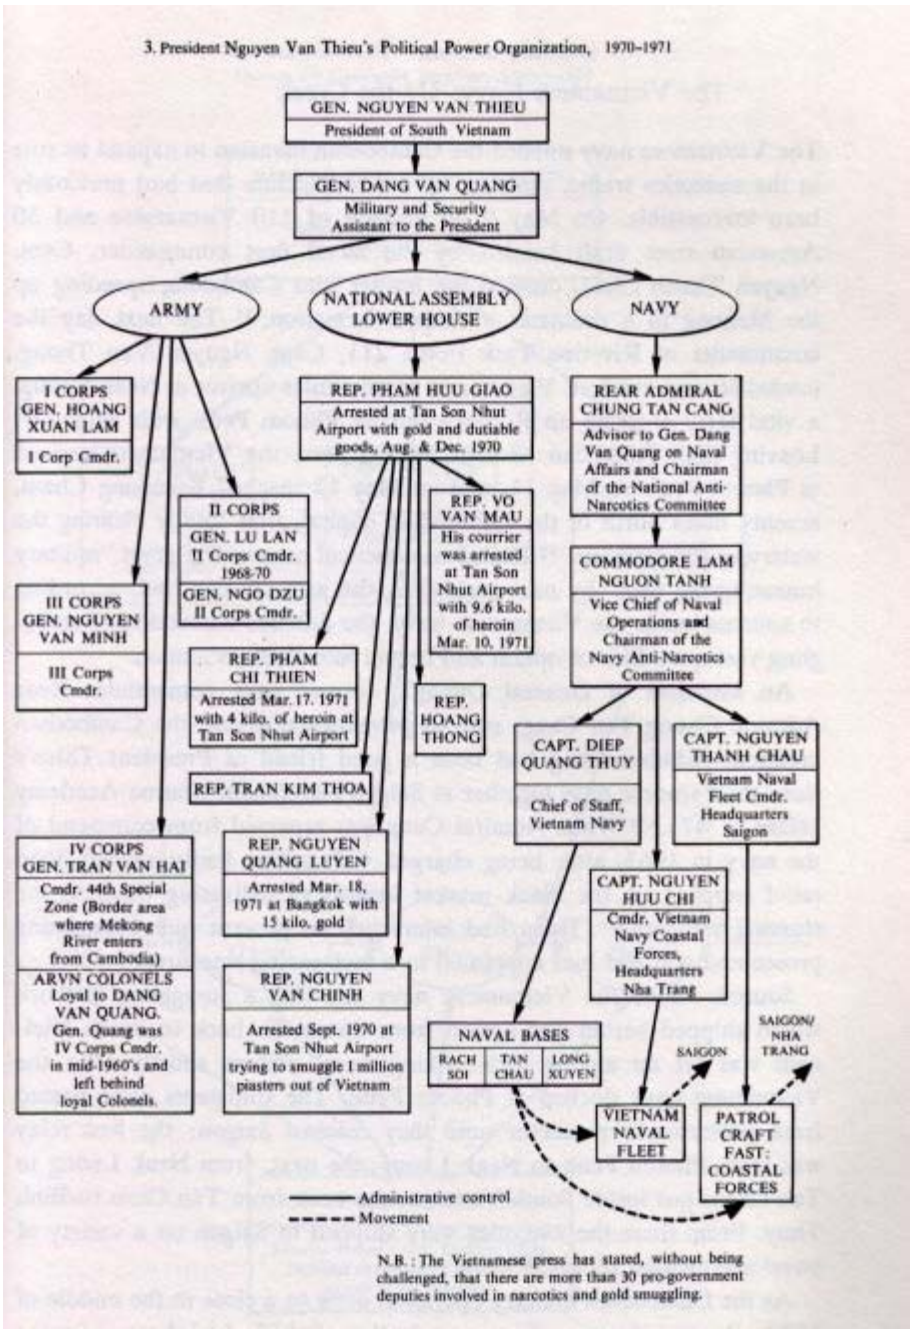 3. President Nguyen Van Thieu's Political Power Organization, 1970–1971
GEN. NGUYEN VAN THIEU
President of South Vietnam
GEN. DANG VAN QUANG
Military and Security
Assistant to the President
ARMY
NATIONAL ASSEMBLY
LOWER HOUSE
NAVY
I CORPS
GEN. HOANG
XUAN LAM
I Corp Cmdr.
II CORPS
GEN. LU LAN
II Corps Cmdr.
1968-70
GEN. NGO DZU
II Corps Cmdr.
III CORPS
GEN. NGUYEN
VAN MINH
III Corps
Cmdr.
IV CORPS
GEN. TRAN VAN HAI
Cmdr. 44th Special
Zone (Border area
where Mekong
River enters
from Cambodia)
ARVN COLONELS
Loyal to DANG
VAN QUANG.
Gen. Quang was
IV Corps Cmdr.
in mid-1960's and
left behind
loyal Colonels.
REP. PHAM HUU GIAO
Arrested at Tan Son Nhut
Airport with gold and dutiable
goods, Aug. & Dec. 1970
REP. VO
VAN MAU
His courrier
was arrested
at Tan Son
Nhut Airport
with 9.6 kilo.
of heroin
Mar. 10, 1971
REP. PHAM
CHI THIEN
Arrested Mar. 17, 1971
with 4 kilo. of heroin at
Tan Son Nhut Airport
REP.
HOANG
THONG
REP. TRAN KIM THOA
REP. NGUYEN
QUANG LUYEN
Arrested Mar. 18,
1971 at Bangkok with
15 kilo. gold
REP. NGUYEN
VAN CHINH
Arrested Sept. 1970 at
Tan Son Nhut Airport
trying to smuggle 1 million
piasters out of Vietnam
REAR ADMIRAL
CHUNG TAN CANG
Advisor to Gen. Dang
Van Quang on Naval
Affairs and Chairman
of the National Anti-
Narcotics Committee
COMMODORE LAM
NGUON TANH
Vice Chief of Naval
Operations and
Chairman of the
Navy Anti-Narcotics
Committee
CAPT. DIEP
QUANG THUY
Chief of Staff,
Vietnam Navy
CAPT. NGUYEN
THANH CHAU
Vietnam Naval
Fleet Cmdr.
Headquarters
Saigon
CAPT. NGUYEN
HUU CHI
Cmdr. Vietnam
Navy Coastal
Forces,
Headquarters
Nha Trang
NAVAL BASES
RACH
SOI
TAN
CHAU
LONG
XUYEN
SAIGON
SAIGON/
NHA
TRANG
VIETNAM
NAVAL
FLEET
PATROL
CRAFT
FAST:
COASTAL
FORCES
Administrative control
Movement
N.B.: The Vietnamese press has stated, without being
challenged, that there are more than 30 pro-government
deputies involved in narcotics and gold smuggling.